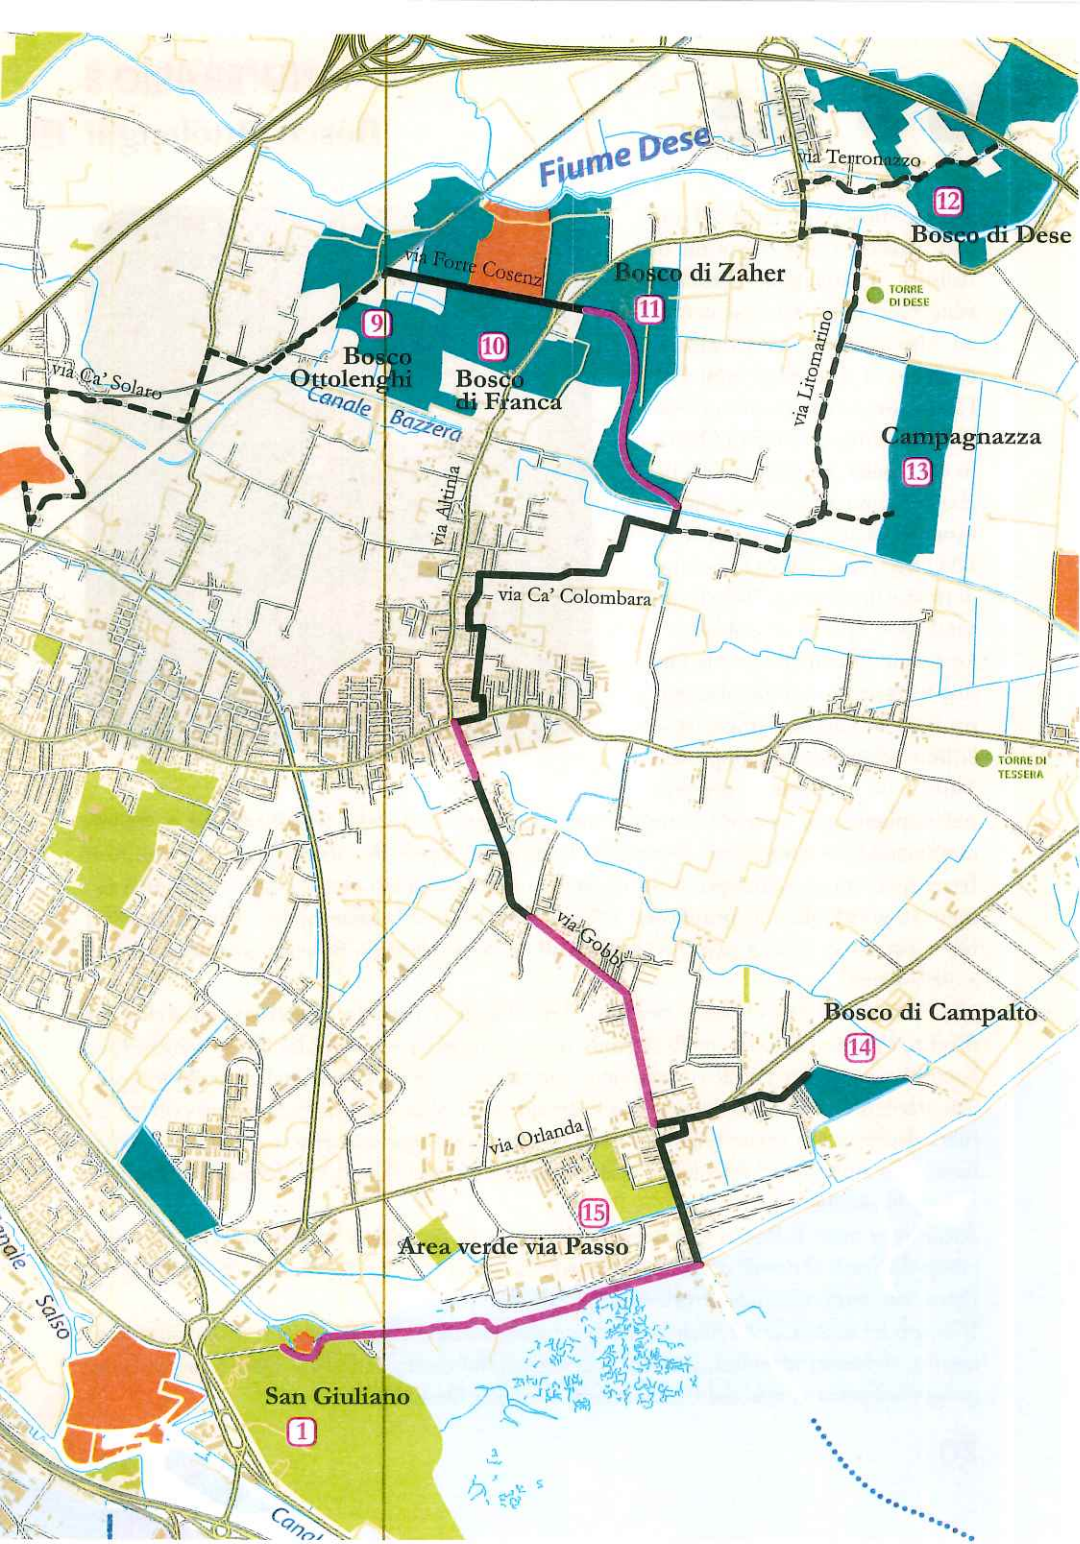 Fiume Dese
via Terronazzo
12
Bosco di Dese
via Forte Cosenz
Bosco di Zaher
11
TORRE
DI DESE
9
10
Bosco
Ottolenghi
Bosco
di Franca
via Ca' Solaro
Canale Bazzera
via Litomarino
Campagnazza
13
via Altinia
via Ca' Colombara
TORRE DI
TESSERA
via Gobbi
Bosco di Campalto
14
via Orlanda
15
Area verde via Passo
Salso
San Giuliano
1